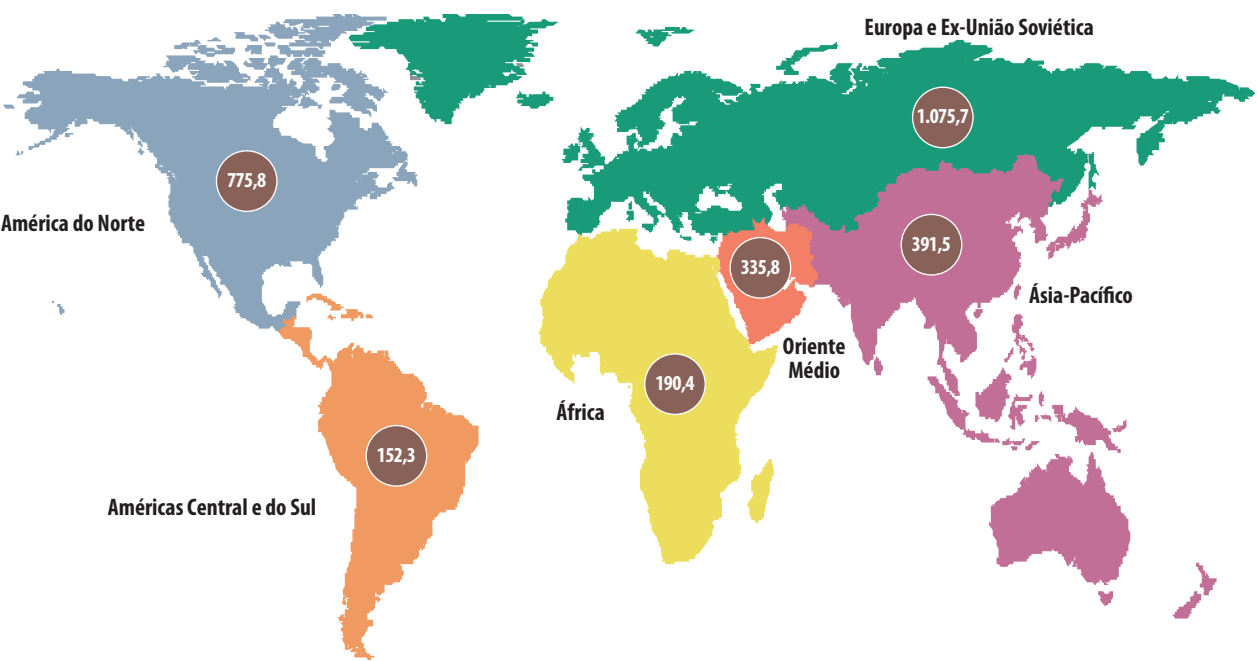 Europa e Ex-União Soviética
1.075,7
775,8
América do Norte
391,5
335,8
Ásia-Pacífico
Oriente
Médio
190,4
África
152,3
Américas Central e do Sul